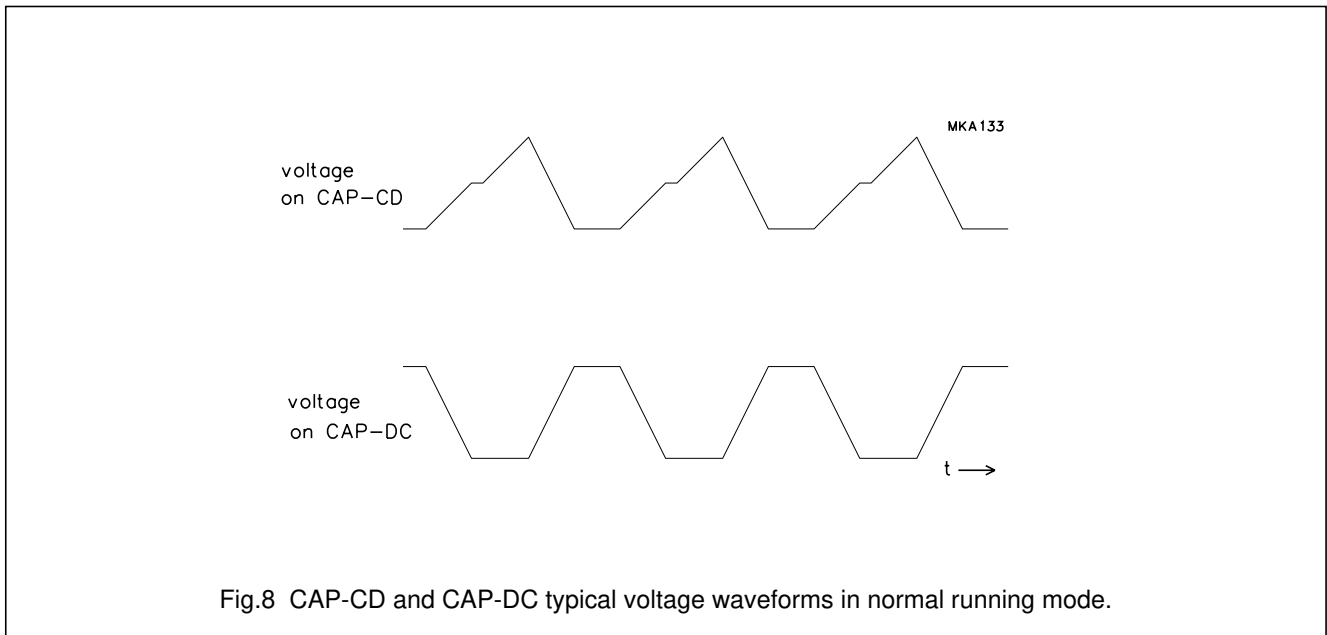 MKA133
voltage
on CAP-CD
voltage
on CAP-DC
t
Fig.8 CAP-CD and CAP-DC typical voltage waveforms in normal running mode.